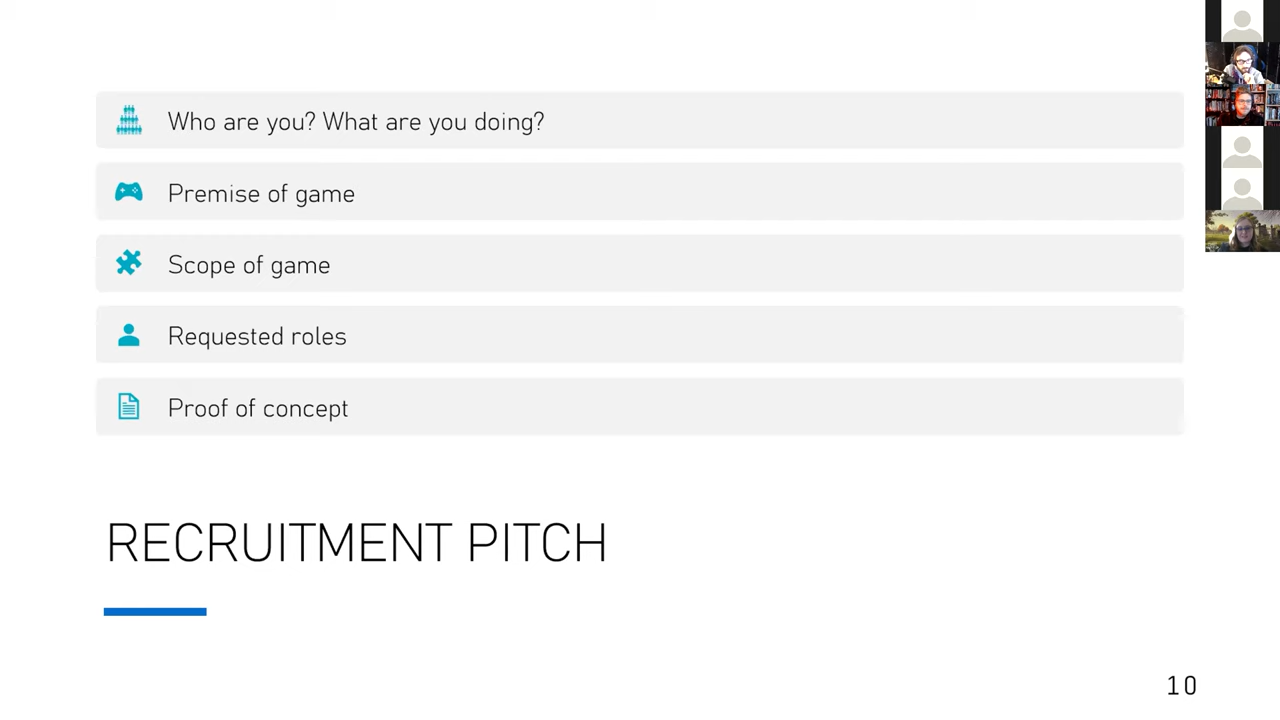 Who are you? What are you doing?
Premise of game
Scope of game
Requested roles
Proof of concept
RECRUITMENT PITCH
10